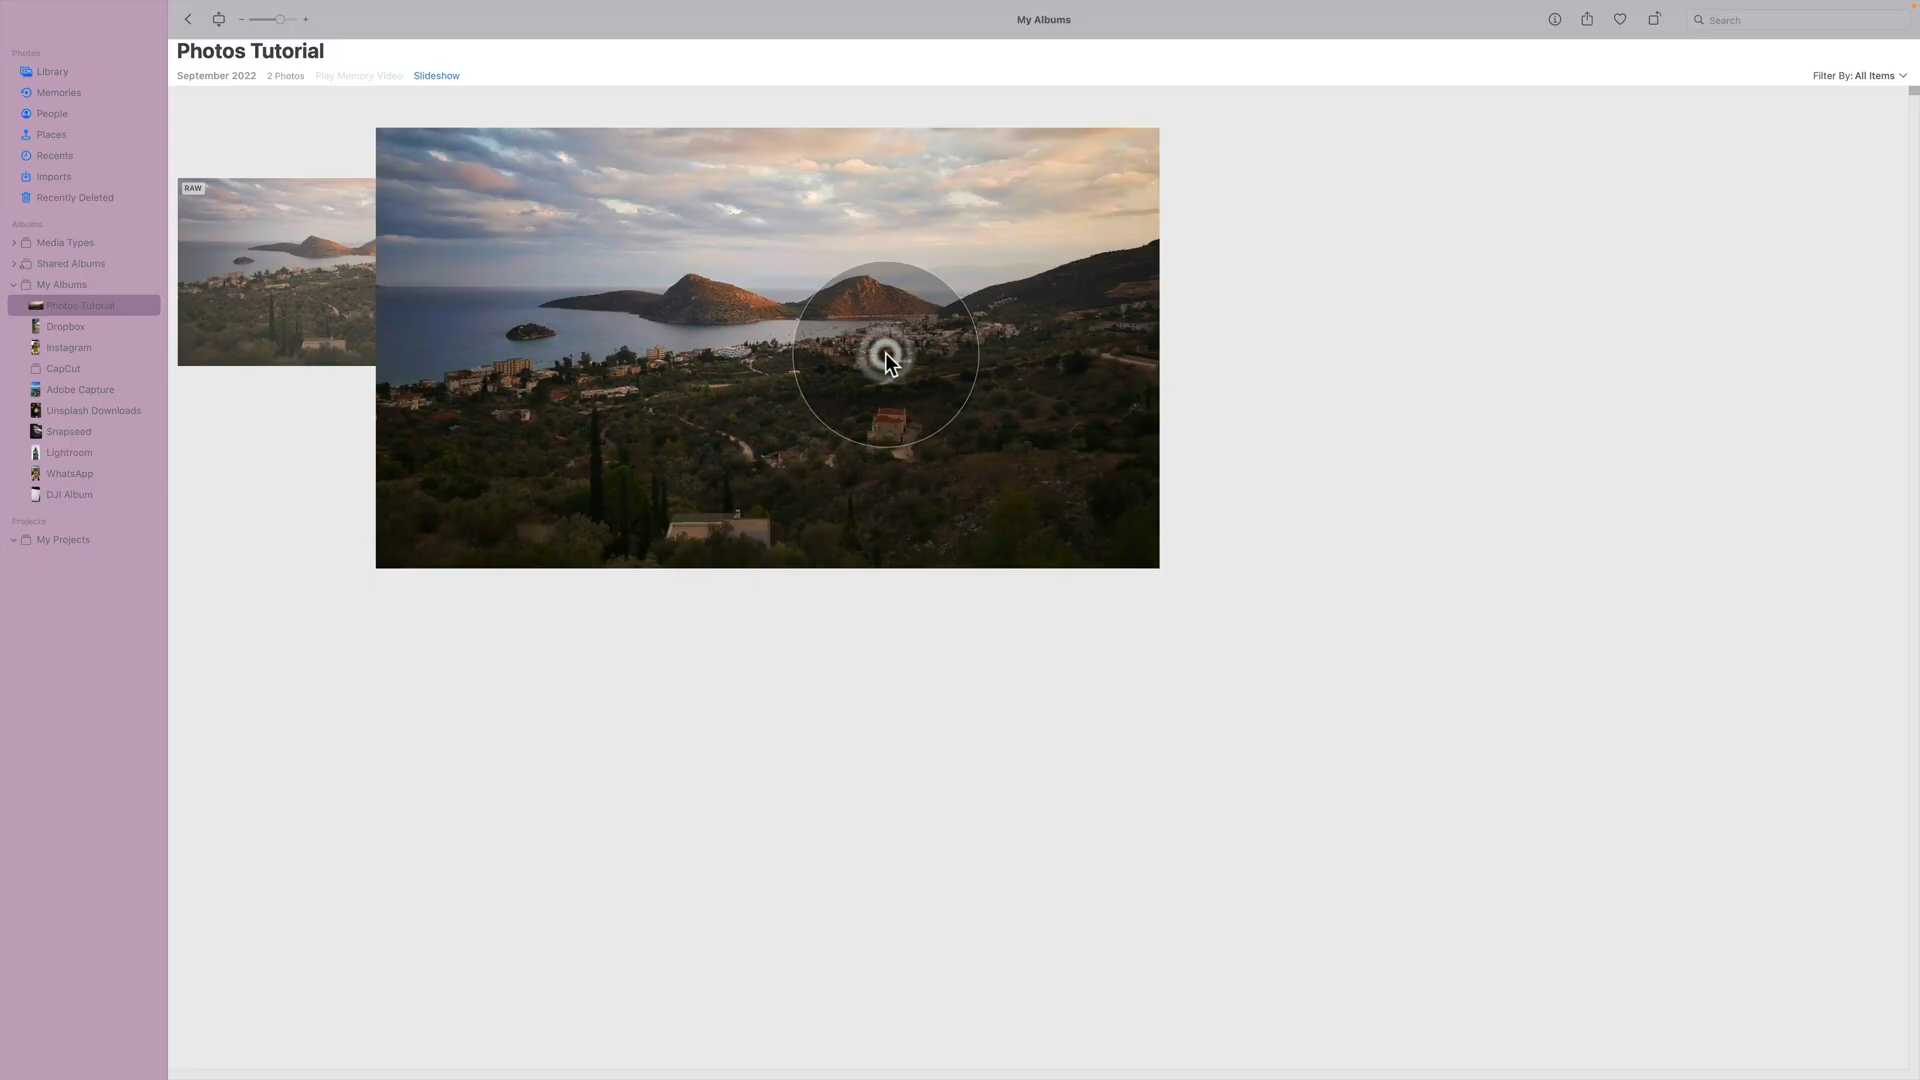 My Albums
Search
Photos
Library
Memories
People
Places
Recents
Imports
Recently Deleted
Albums
Media Types
Shared Albums
My Albums
Photos Tutorial
Dropbox
Instagram
CapCut
Adobe Capture
Unsplash Downloads
Snapseed
Lightroom
WhatsApp
DJI Album
Projects
My Projects
Photos Tutorial
September 2022 2 Photos Play Memory Video Slideshow
Filter By: All Items
RAW